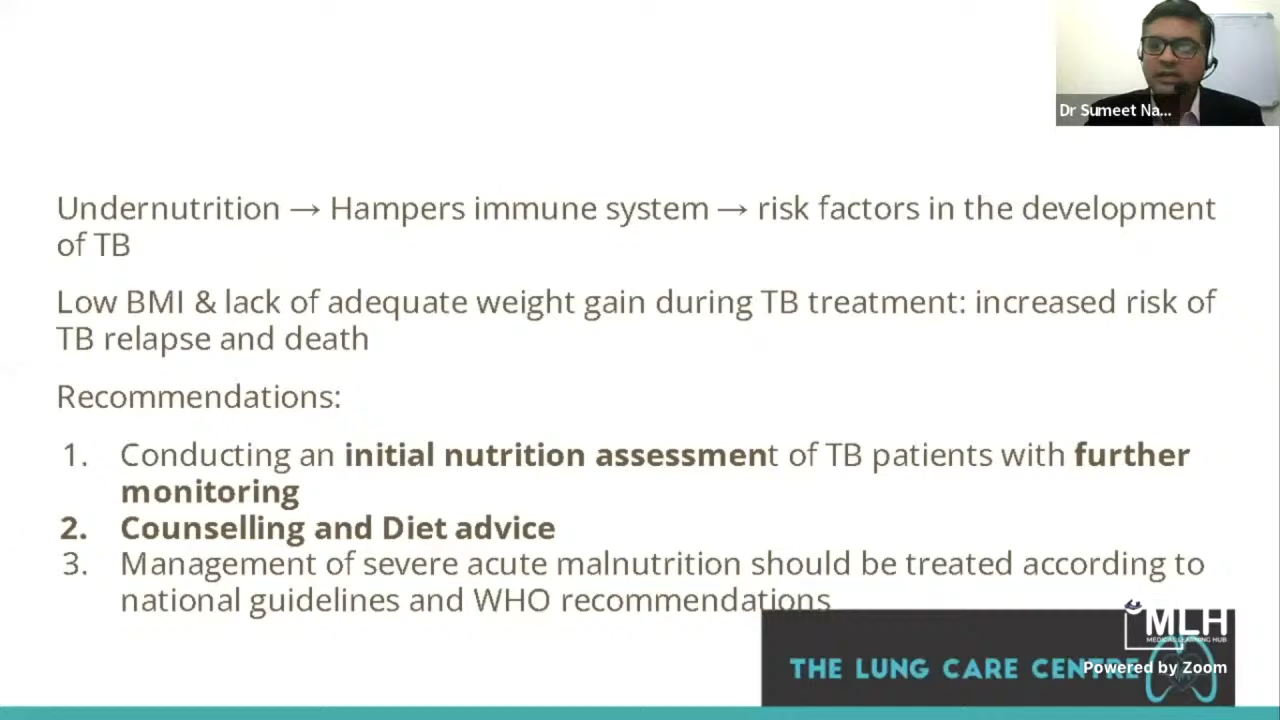 Dr Sumeet Na...
Undernutrition → Hampers immune system → risk factors in the development
of TB
Low BMI & lack of adequate weight gain during TB treatment: increased risk of
TB relapse and death
Recommendations:
1. Conducting an initial nutrition assessment of TB patients with further
monitoring
2. Counselling and Diet advice
3. Management of severe acute malnutrition should be treated according to
national guidelines and WHO recommendations
MLH
MEDICAL LEARNING HUB
THE LUNG CARE CENTRE
Powered by Zoom